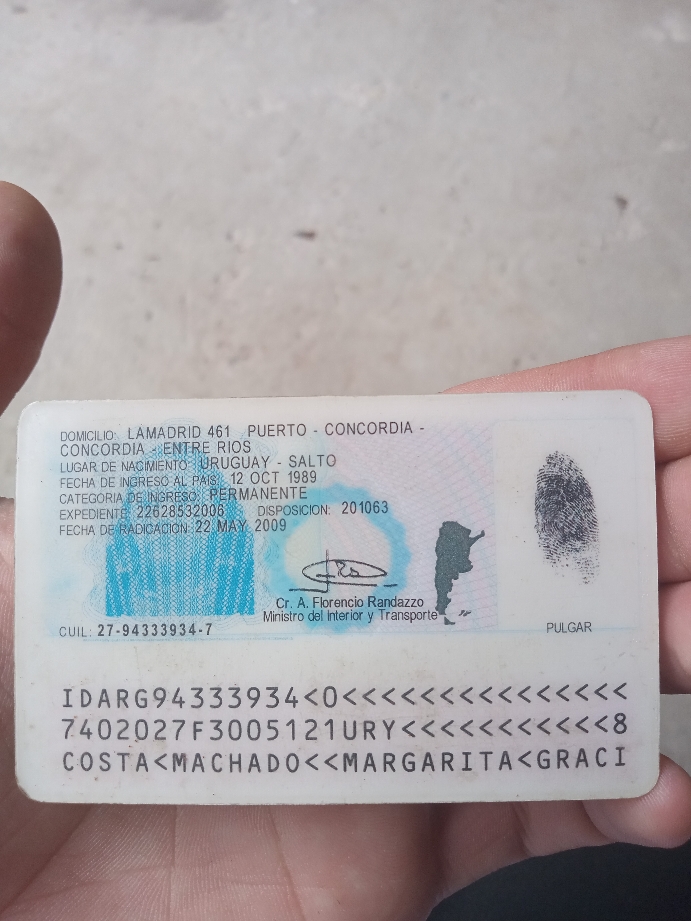 DOMICILIO: LAMADRID 461 PUERTO - CONCORDIA -
CONCORDIA - ENTRE RIOS
LUGAR DE NACIMIENTO: URUGUAY - SALTO
FECHA DE INGRESO AL PAIS: 12 OCT 1989
CATEGORIA DE INGRESO: PERMANENTE
EXPEDIENTE: 22628532006 DISPOSICION: 201063
FECHA DE RADICACION: 22 MAY 2009
Cr. A. Florencio Randazzo
Ministro del Interior y Transporte
CUIL: 27-94333934-7
PULGAR
IDARG94333934<0<<<<<<<<<<<<<<<
7402027F3005121URY<<<<<<<<<<<8
COSTA<MACHADO<<MARGARITA<GRACI